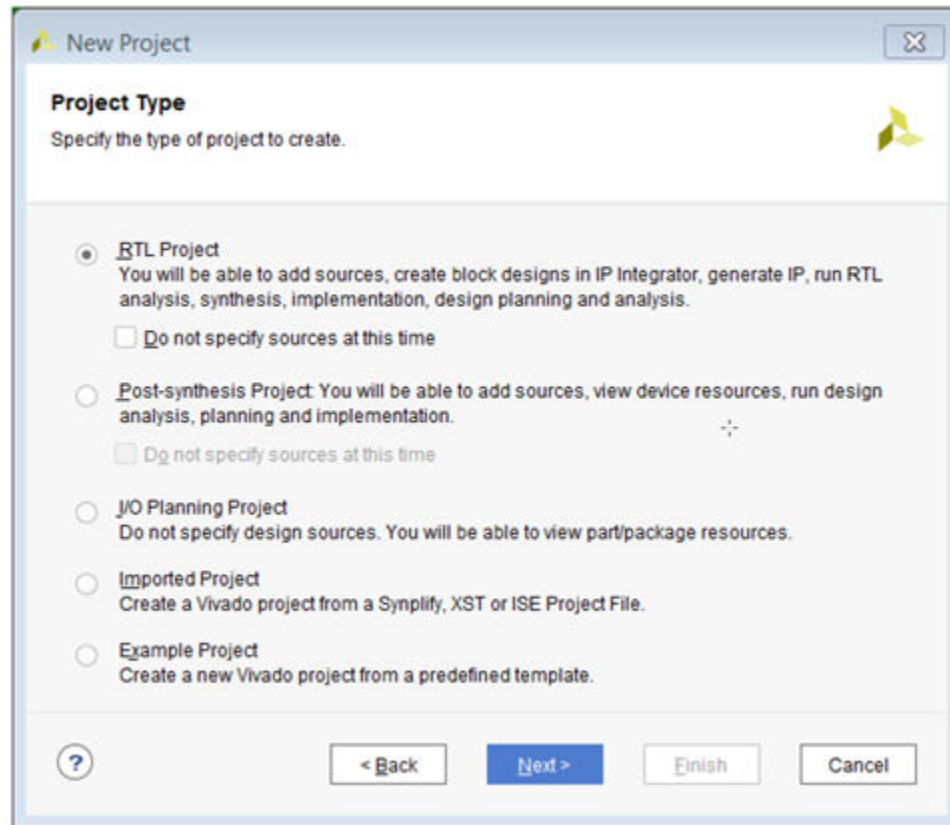 New Project
Project Type
Specify the type of project to create.
RTL Project
You will be able to add sources, create block designs in IP Integrator, generate IP, run RTL
analysis, synthesis, implementation, design planning and analysis.
Do not specify sources at this time
Post-synthesis Project: You will be able to add sources, view device resources, run design
analysis, planning and implementation.
Do not specify sources at this time
I/O Planning Project
Do not specify design sources. You will be able to view part/package resources.
Imported Project
Create a Vivado project from a Synplify, XST or ISE Project File.
Example Project
Create a new Vivado project from a predefined template.
? < Back Next > Finish Cancel